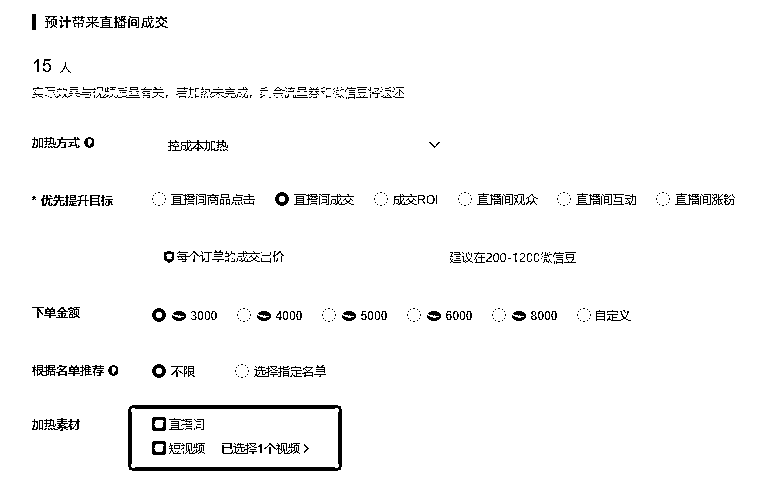 预计带来直播间成交
15 人
实际效果与视频质量有关，若加热未完成，剩余流量券和微信豆将返还
加热方式 控成本加热
* 优先提升目标 直播间商品点击 直播间成交 成交ROI 直播间观众 直播间互动 直播间涨粉
每个订单的成交出价 建议在200-1200微信豆
下单金额 3000 4000 5000 6000 8000 自定义
根据名单推荐 不限 选择指定名单
加热素材 直播间
短视频 已选择1个视频 >